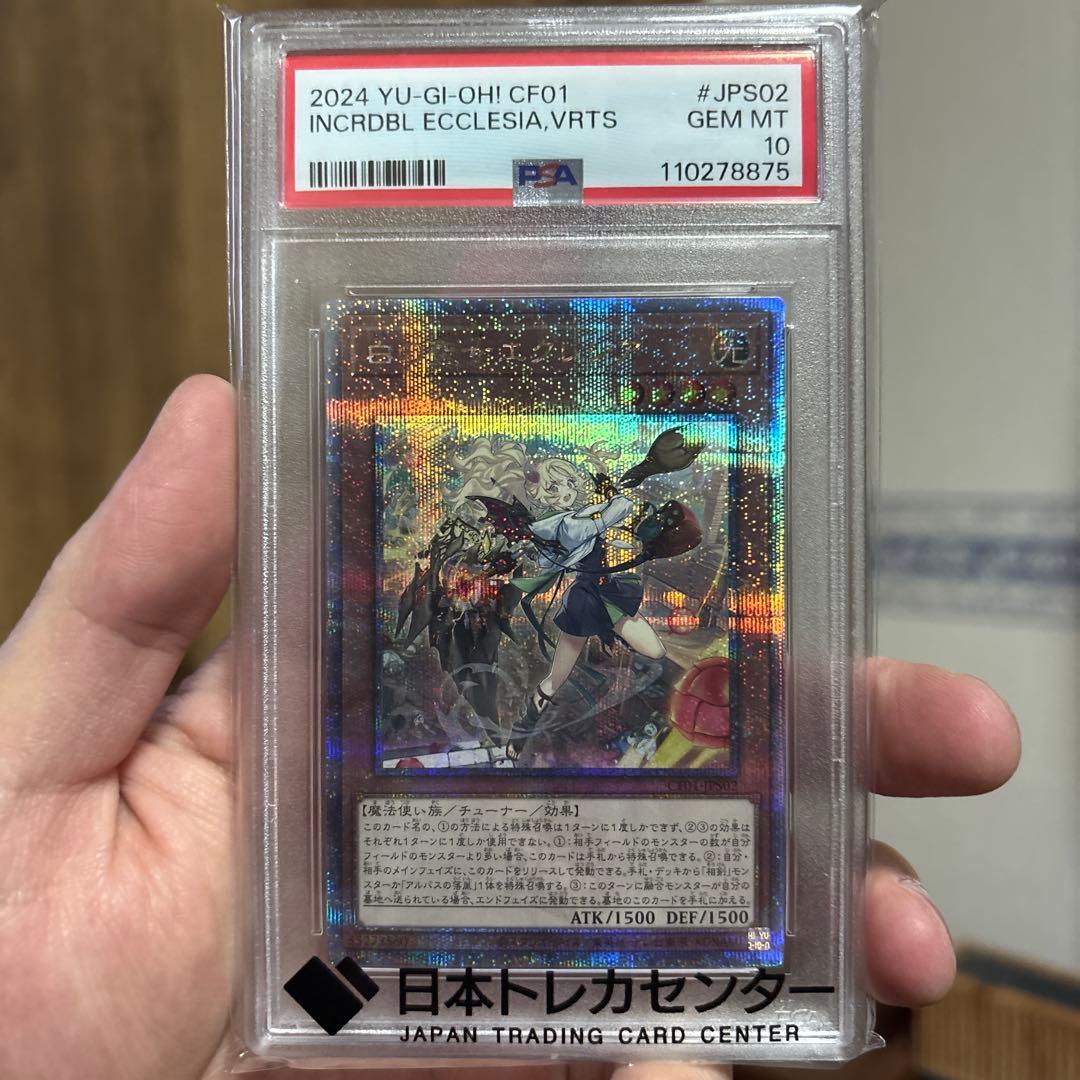 2024 YU-GI-OH! CF01 #JPS02
INCRDBL ECCLESIA,VRTS GEM MT
10
PSA 110278875
光
CF01-JPS02
【魔法使い族／チューナー／効果】
このカード名の、①の方法による特殊召喚は1ターンに1度しかできず、②③の効果は
それぞれ1ターンに1度しか使用できない。①：相手フィールドのモンスターの数が自分
フィールドのモンスターより多い場合、このカードは手札から特殊召喚できる。②：自分・
相手のメインフェイズに、このカードをリリースして発動できる。手札・デッキから「相剣」モン
スターか「アルバスの落胤」1体を特殊召喚する。③：このターンに融合モンスターが自分の
墓地へ送られている場合、エンドフェイズに発動できる。墓地のこのカードを手札に加える。
ATK/1500 DEF/1500
日本トレカセンター
JAPAN TRADING CARD CENTER